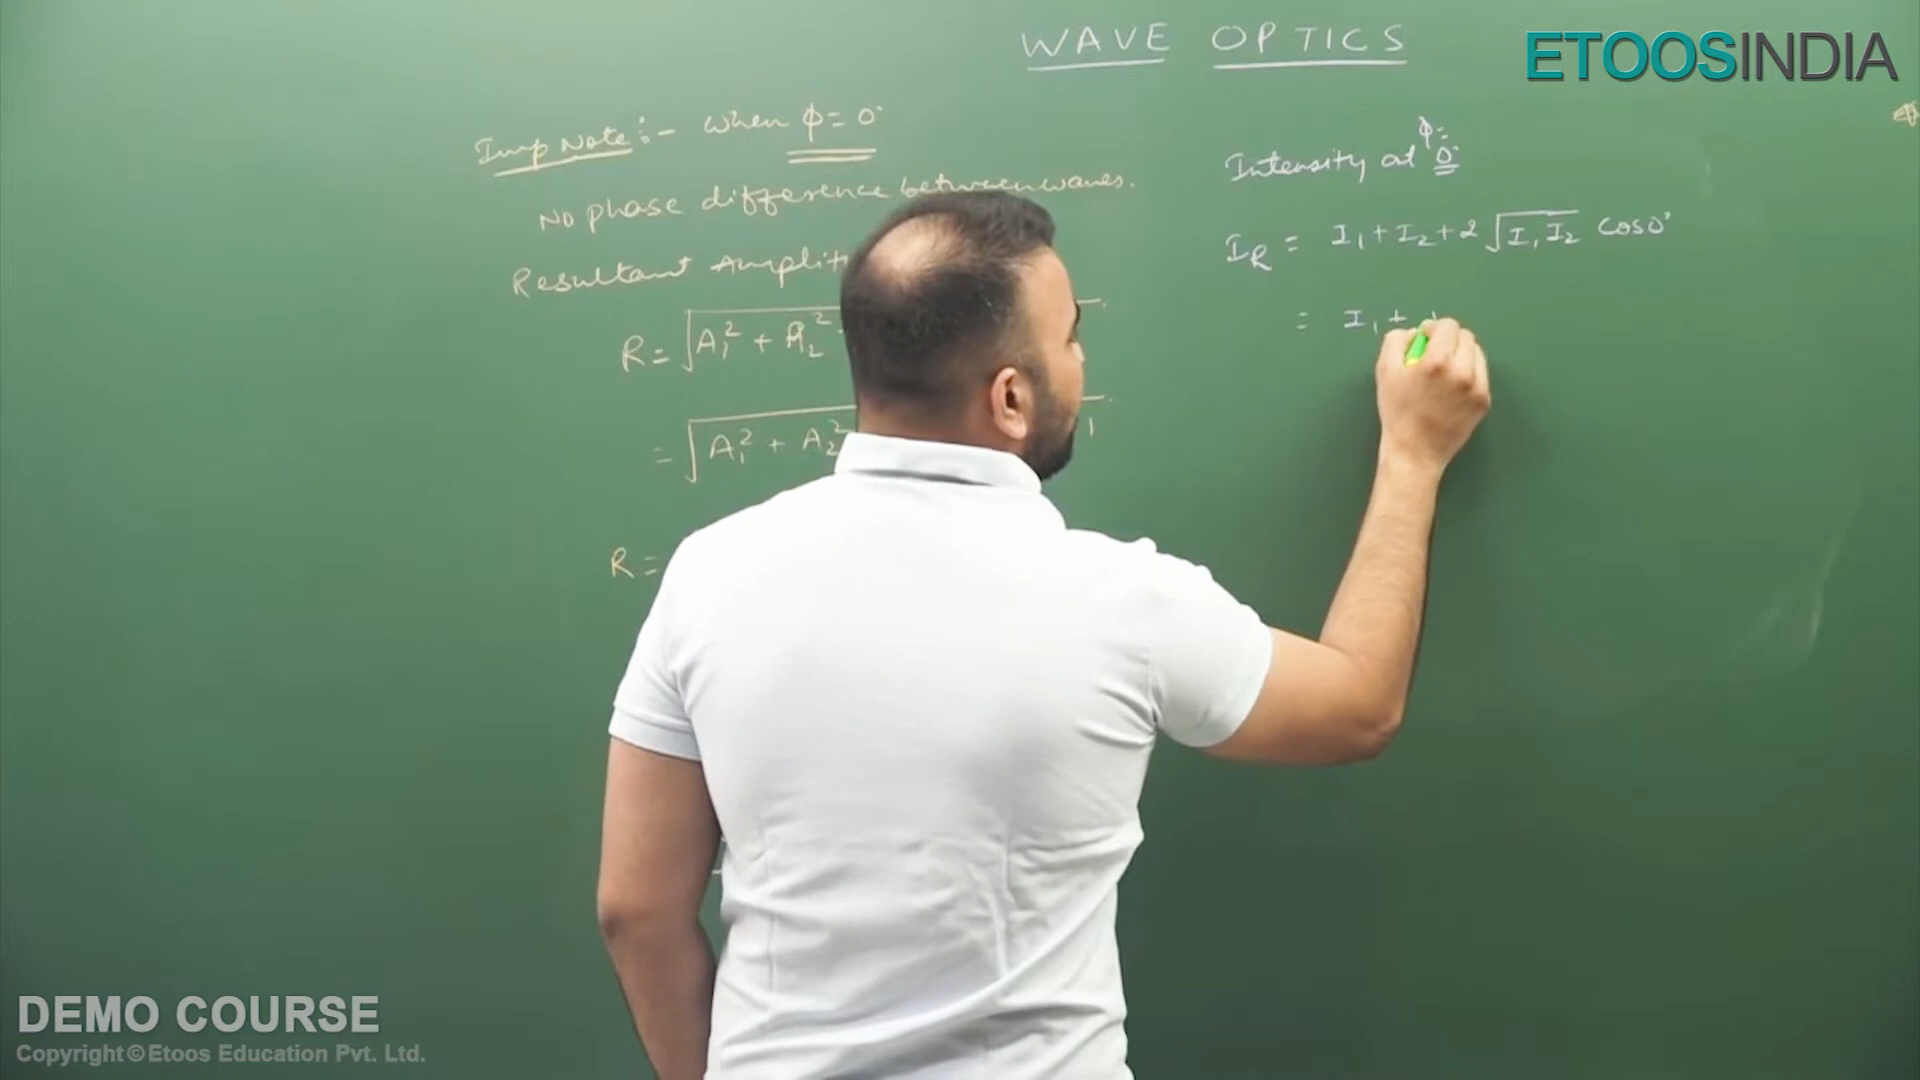 WAVE OPTICS
ETOOSINDIA
Imp Note:- when φ=0°
No phase difference between waves.
Resultant Amplit
R = √A₁² + A₂²
= √A₁² + A₂²
1
R =
Intensity at φ=0°
I_R = I₁ + I₂ + 2√I₁I₂ cos0°
= I₁ +
DEMO COURSE
Copyright©Etoos Education Pvt. Ltd.